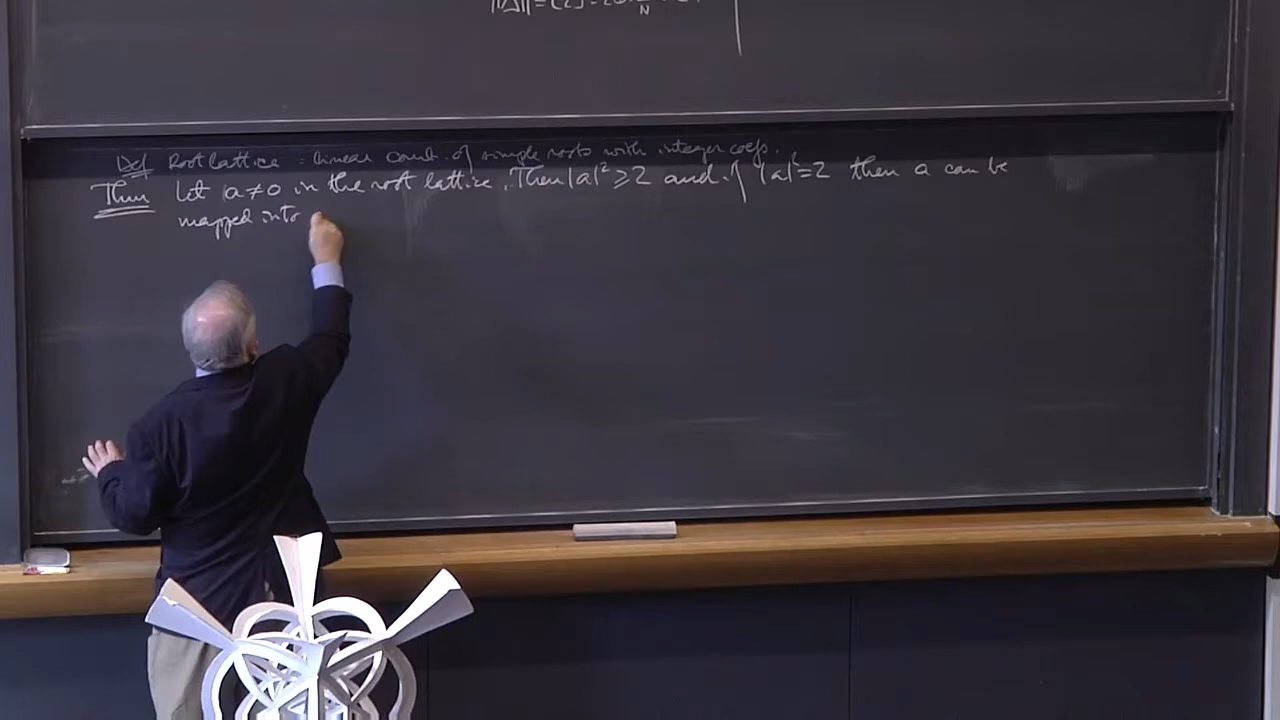 Def Root lattice = linear comb. of simple roots with integer coefs.
Thm Let a ≠ 0 in the root lattice. Then |a|² ⩾ 2 and if |a|² = 2 then a can be
mapped into